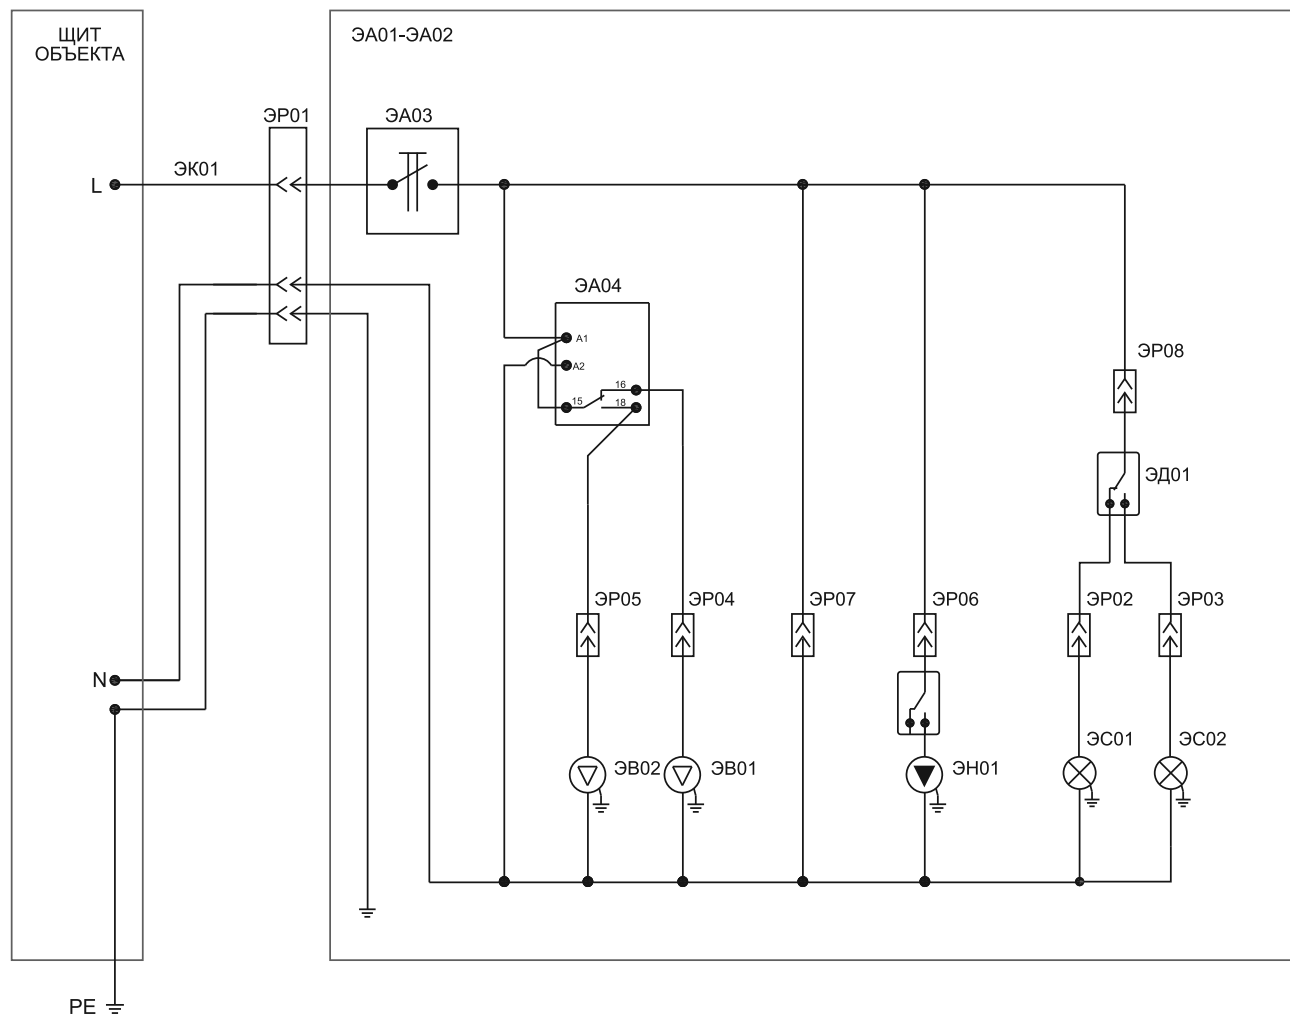 ЩИТ
ОБЪЕКТА
ЭА01-ЭА02
ЭР01
ЭА03
ЭК01
L
ЭА04
A1
A2
16
15
18
ЭР08
ЭД01
ЭР05
ЭР04
ЭР07
ЭР06
ЭР02
ЭР03
N
ЭВ02
ЭВ01
ЭН01
ЭС01
ЭС02
PE